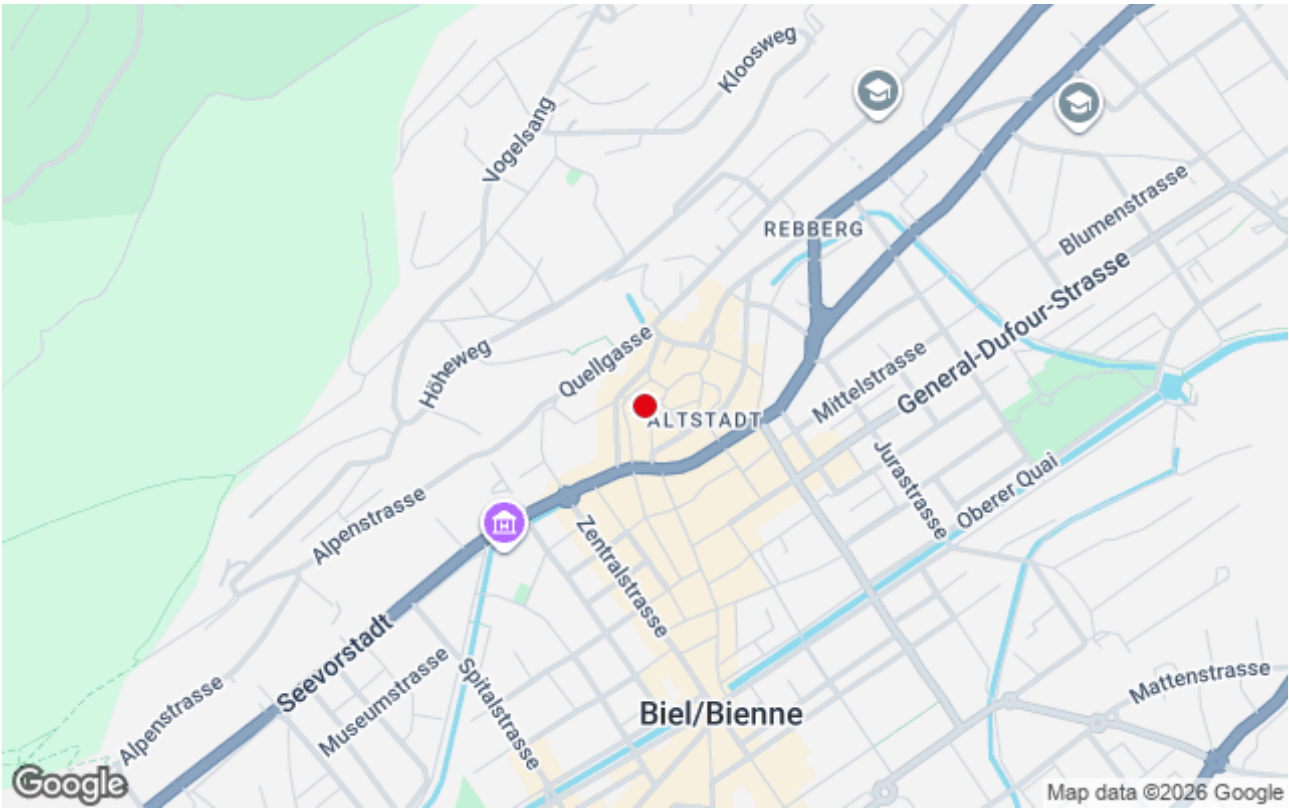 Kloosweg
Vogelsang
REBBERG
Blumenstrasse
General-Dufour-Strasse
Höheweg
Quellgasse
Mittelstrasse
ALTSTADT
Jurastrasse
Oberer Quai
Alpenstrasse
Zentralstrasse
Seevorstadt
Museumstrasse
Spitalstrasse
Alpenstrasse
Mattenstrasse
Biel/Bienne
Google
Map data ©2026 Google